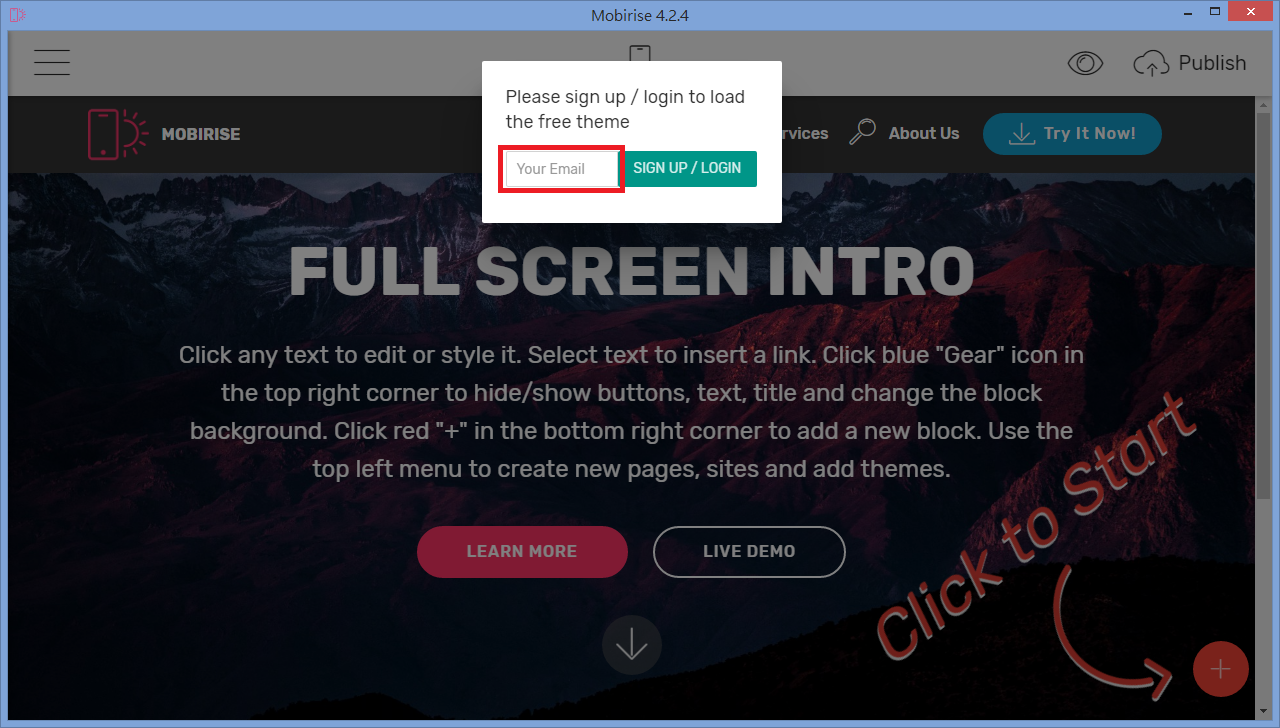 Mobirise 4.2.4
Publish
Please sign up / login to load
the free theme
Your Email
SIGN UP / LOGIN
MOBIRISE
rvices
About Us
Try It Now!
FULL SCREEN INTRO
Click any text to edit or style it. Select text to insert a link. Click blue "Gear" icon in
the top right corner to hide/show buttons, text, title and change the block
background. Click red "+" in the bottom right corner to add a new block. Use the
top left menu to create new pages, sites and add themes.
LEARN MORE
LIVE DEMO
Click to Start